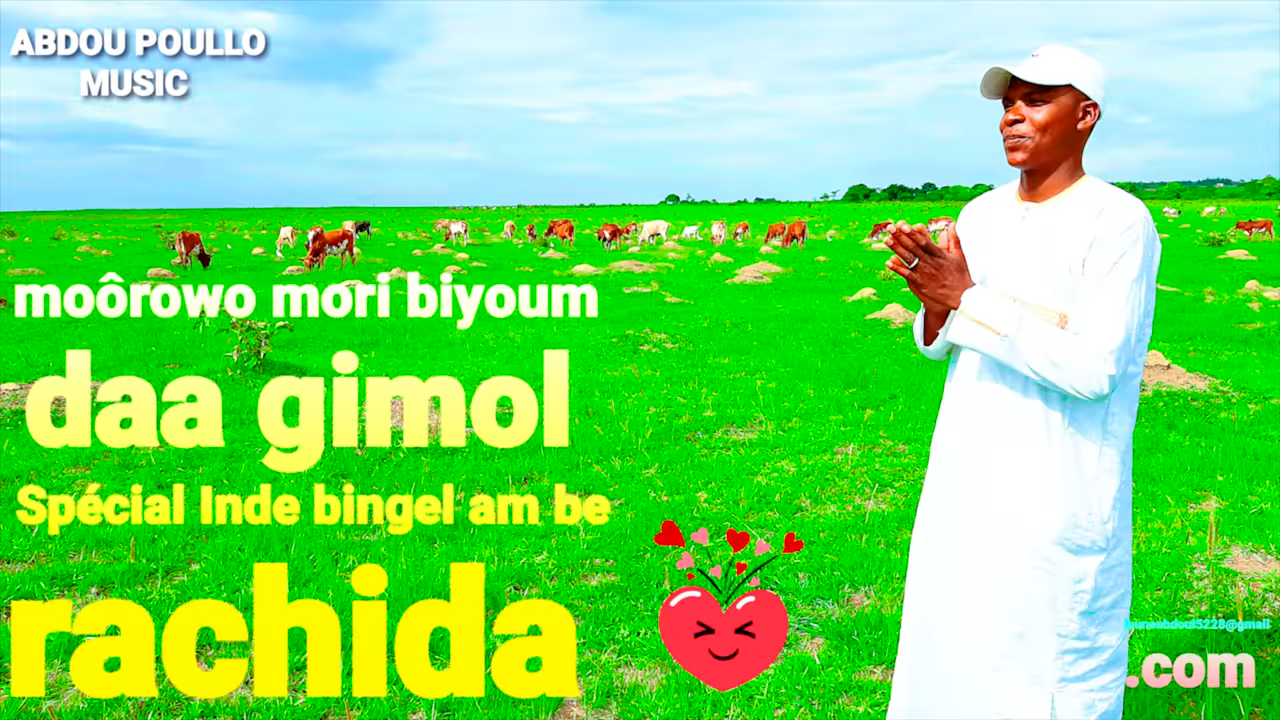 ABDOU POULLO
MUSIC
moôrowo mori biyoum
daa gimol
Spécial Inde bingel am be
rachida
.com